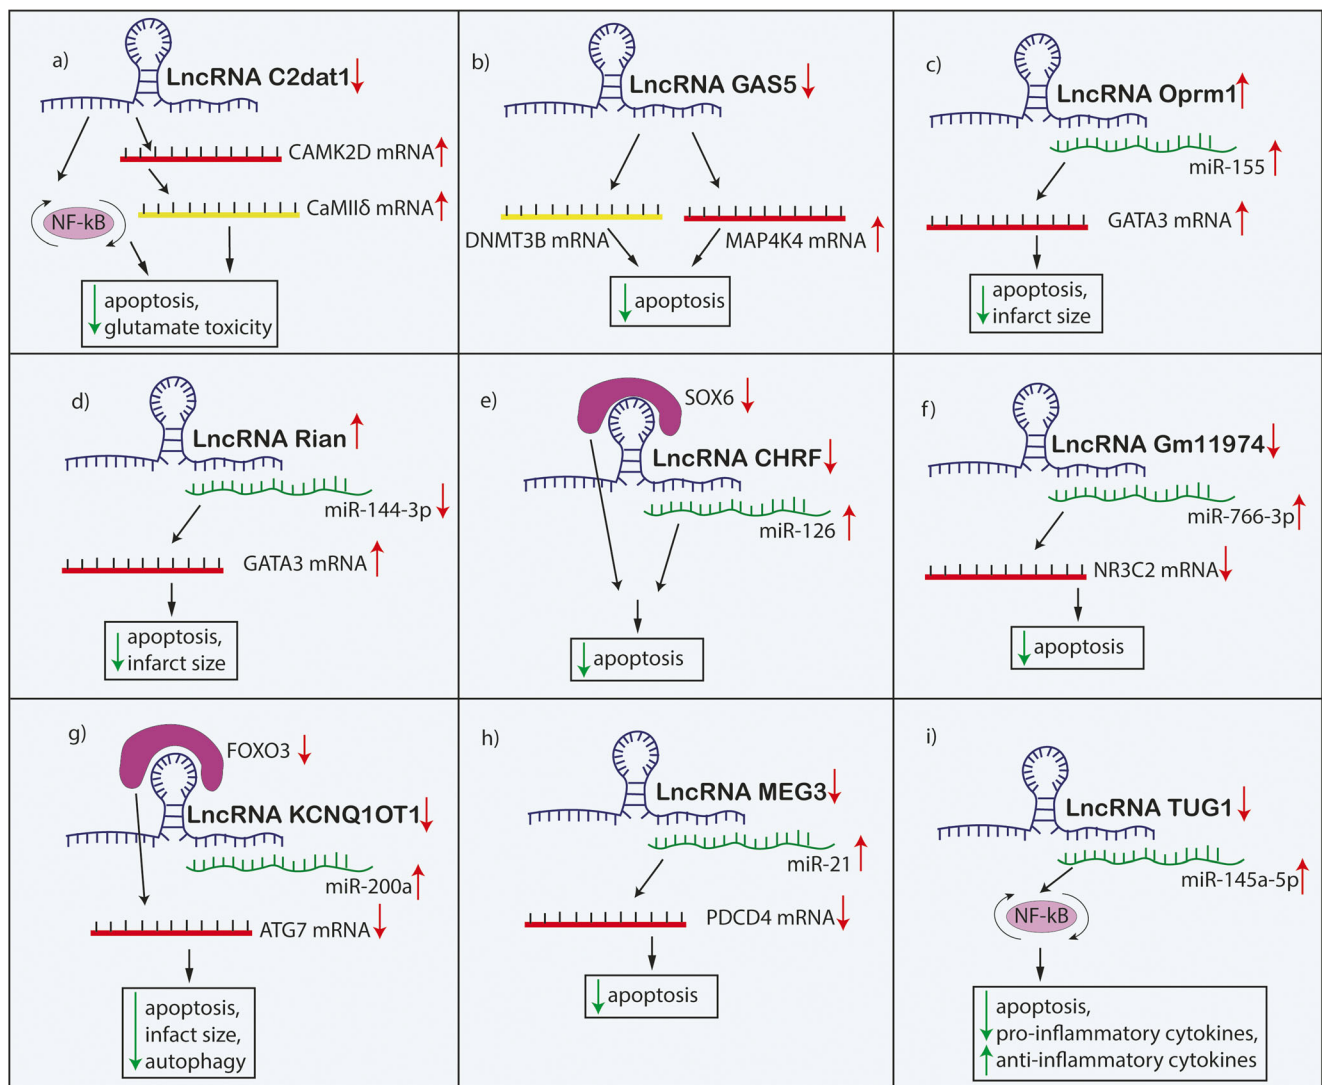 a)
LncRNA C2dat1
CAMK2D mRNA
CaMIIδ mRNA
NF-kB
apoptosis,
glutamate toxicity
b)
LncRNA GAS5
DNMT3B mRNA
MAP4K4 mRNA
apoptosis
c)
LncRNA Oprm1
miR-155
GATA3 mRNA
apoptosis,
infarct size
d)
LncRNA Rian
miR-144-3p
GATA3 mRNA
apoptosis,
infarct size
e)
SOX6
LncRNA CHRF
miR-126
apoptosis
f)
LncRNA Gm11974
miR-766-3p
NR3C2 mRNA
apoptosis
g)
FOXO3
LncRNA KCNQ1OT1
miR-200a
ATG7 mRNA
apoptosis,
infact size,
autophagy
h)
LncRNA MEG3
miR-21
PDCD4 mRNA
apoptosis
i)
LncRNA TUG1
miR-145a-5p
NF-kB
apoptosis,
pro-inflammatory cytokines,
anti-inflammatory cytokines